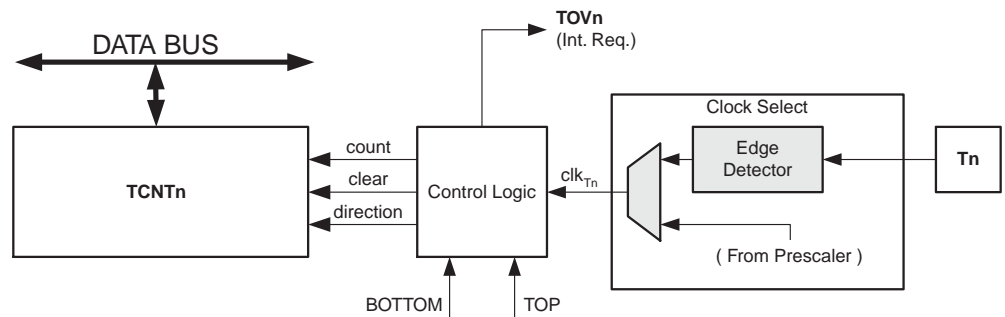 TOVn
(Int. Req.)
DATA BUS
Clock Select
count
Edge
Detector
Tn
TCNTn
clear
Control Logic
clkTn
direction
( From Prescaler )
BOTTOM
TOP